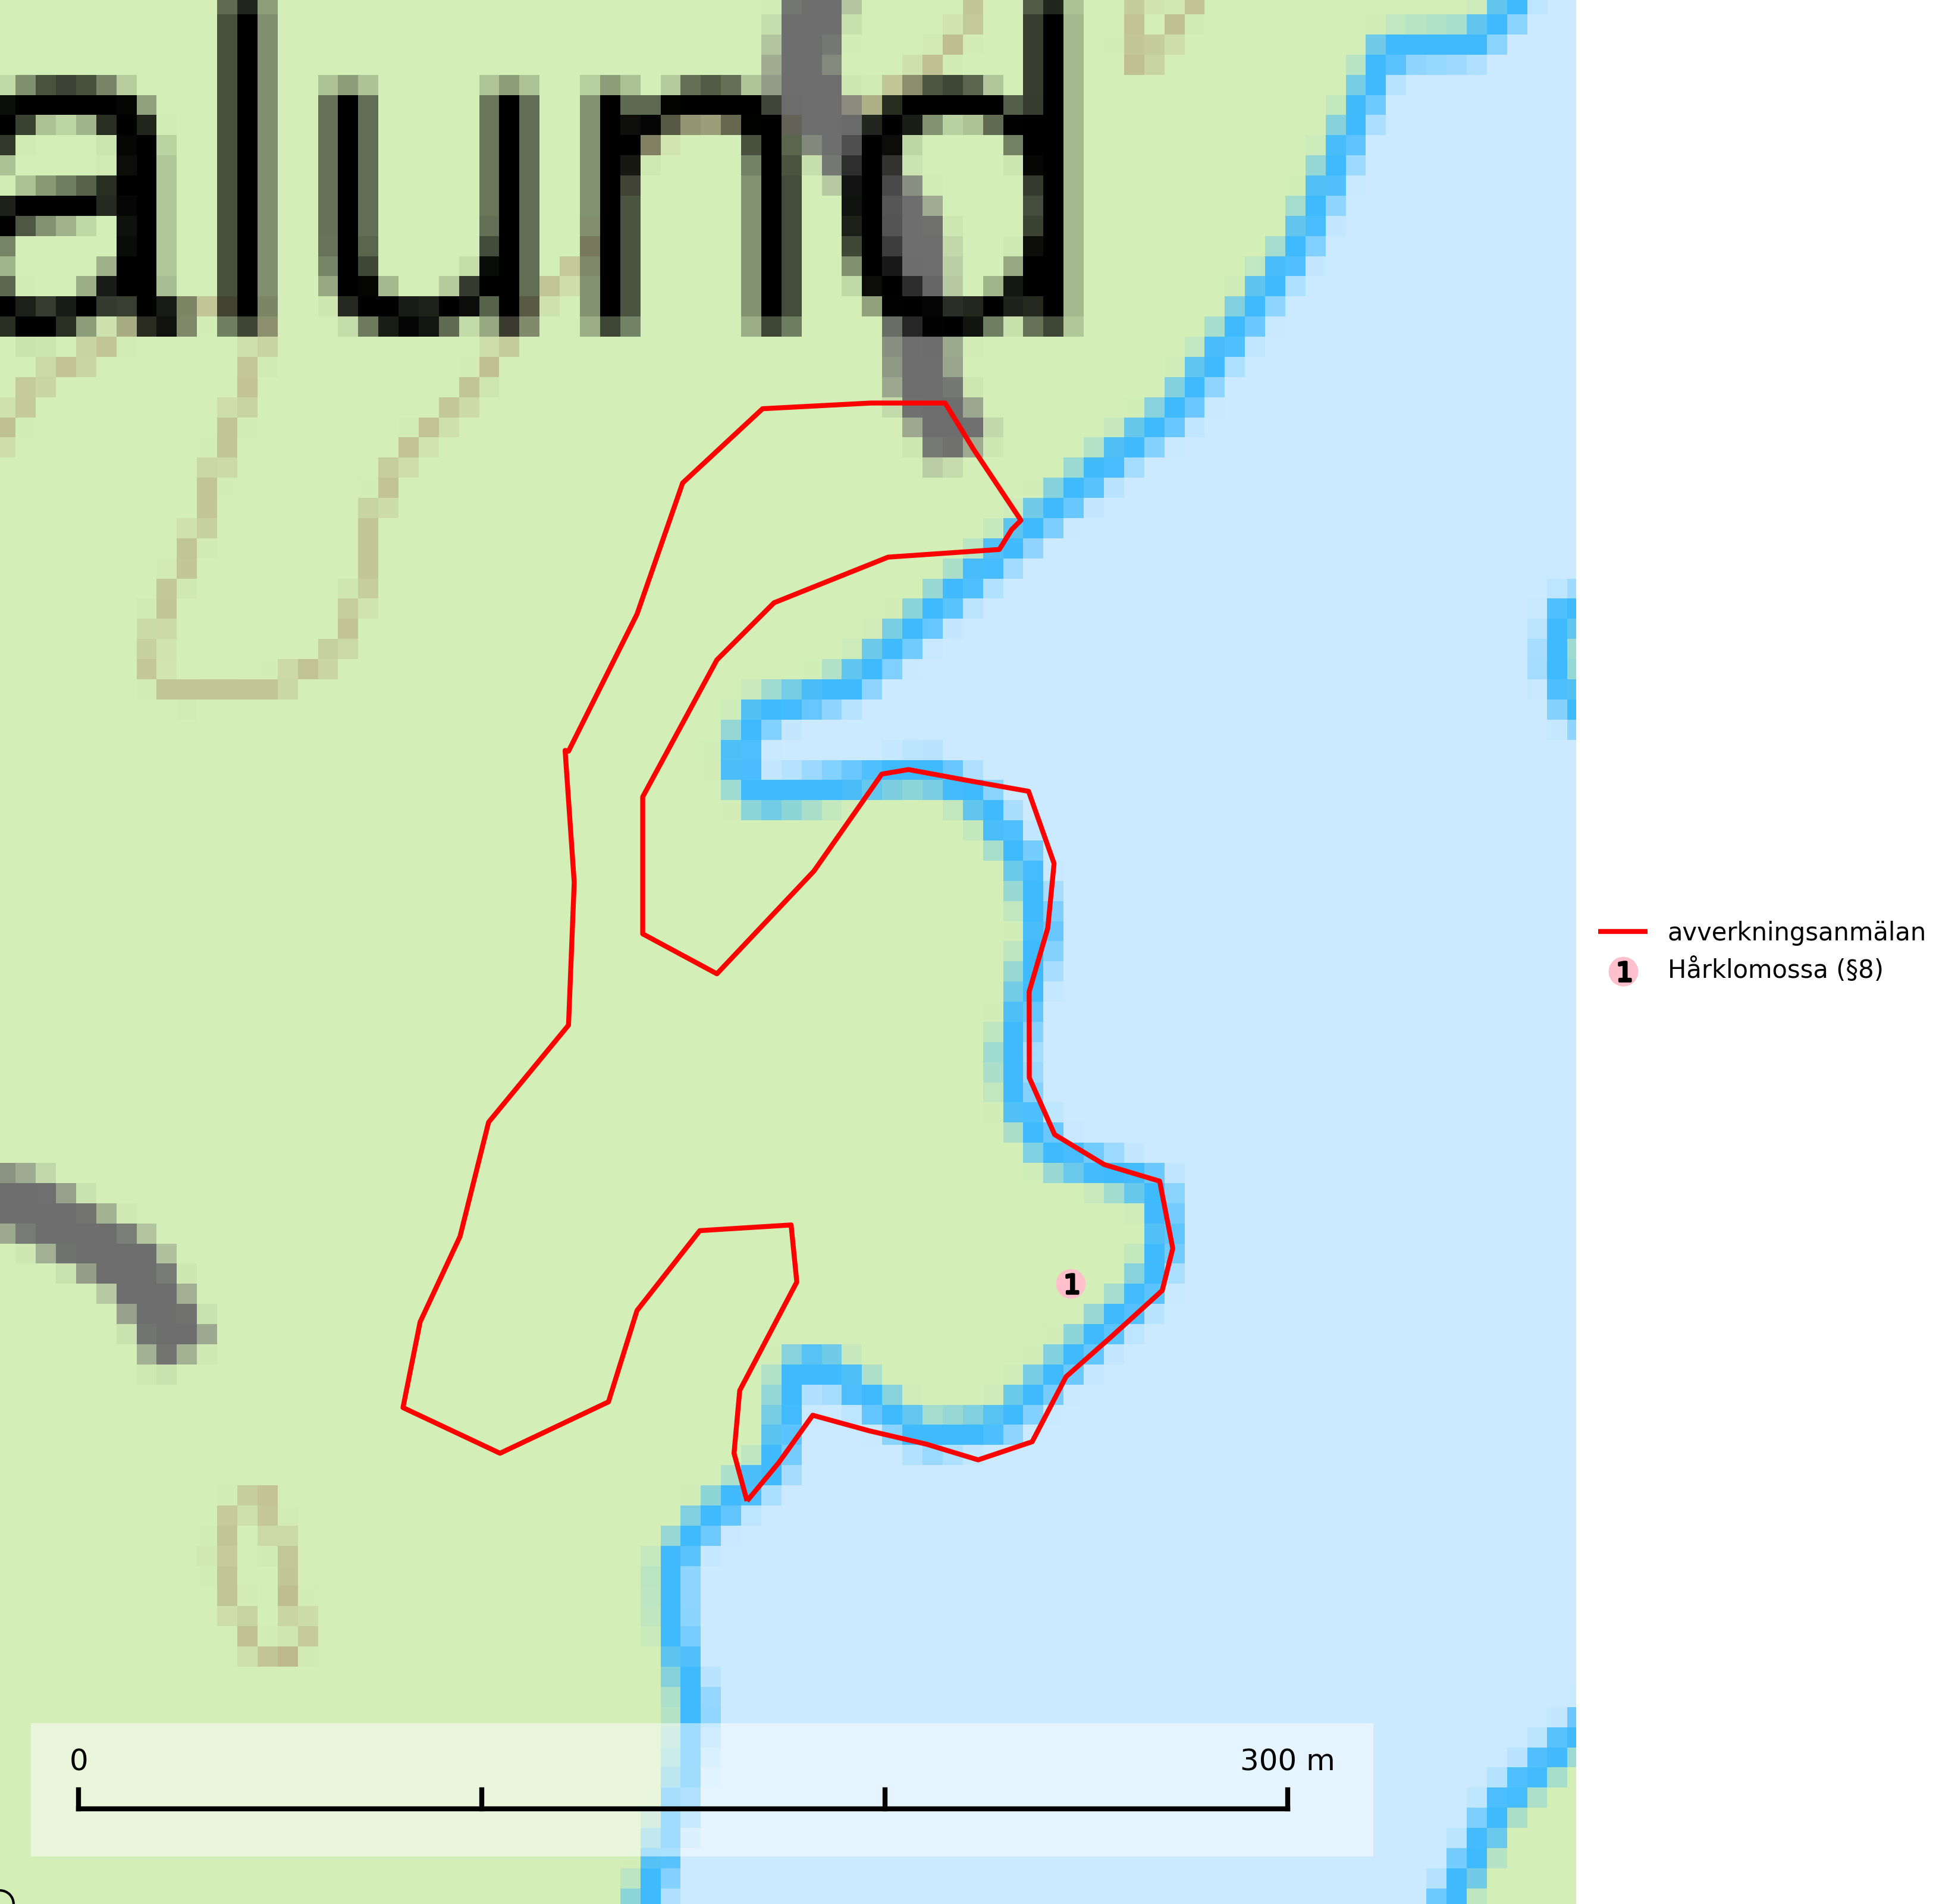 alund
avverkningsanmälan
1 Hårklomossa (§8)
1
0 300 m